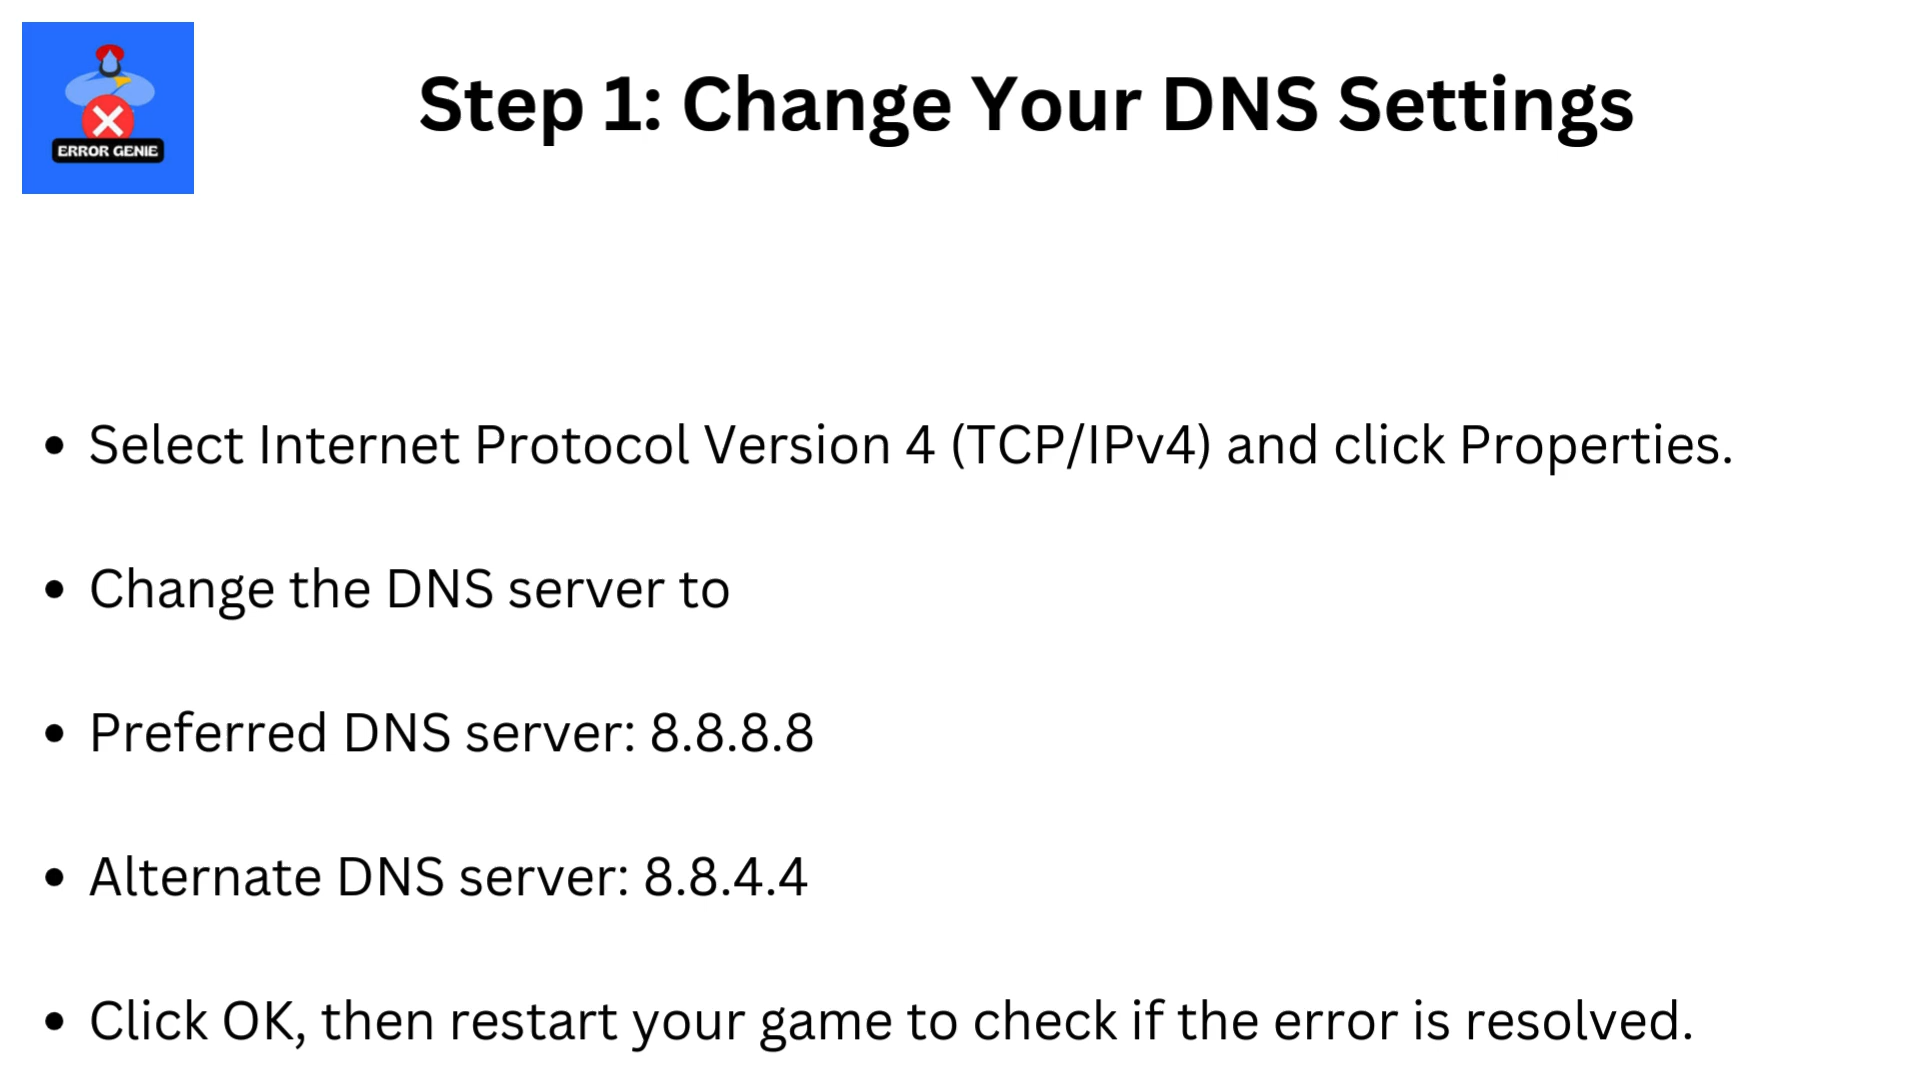 ERROR GENIE
Step 1: Change Your DNS Settings
• Select Internet Protocol Version 4 (TCP/IPv4) and click Properties.
• Change the DNS server to
• Preferred DNS server: 8.8.8.8
• Alternate DNS server: 8.8.4.4
• Click OK, then restart your game to check if the error is resolved.